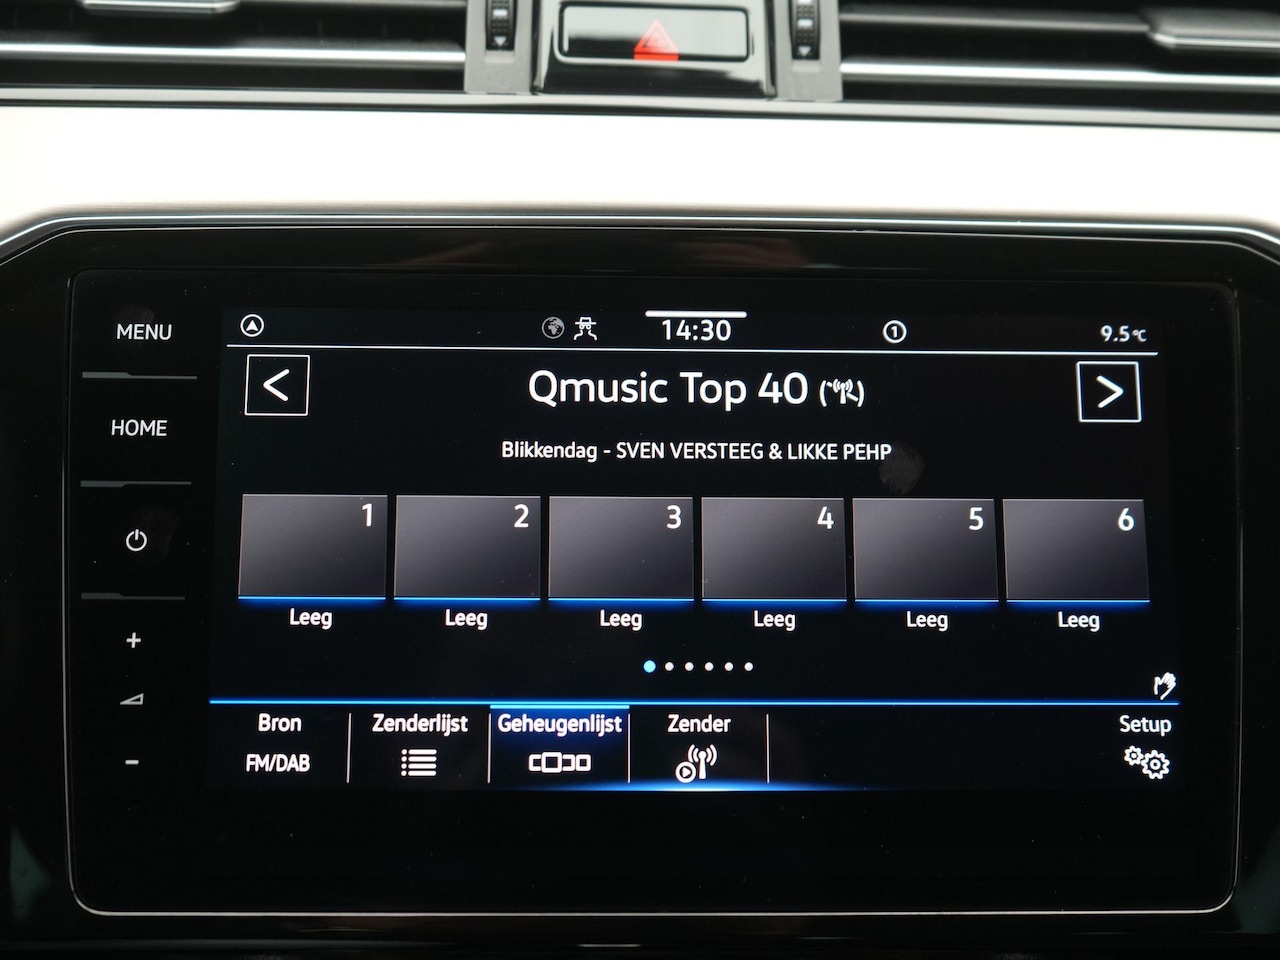 MENU
HOME
14:30
1
9.5°C
<
Qmusic Top 40
>
Blikkendag - SVEN VERSTEEG & LIKKE PEHP
1 2 3 4 5 6
Leeg Leeg Leeg Leeg Leeg Leeg
+
-
Bron Zenderlijst Geheugenlijst Zender Setup
FM/DAB